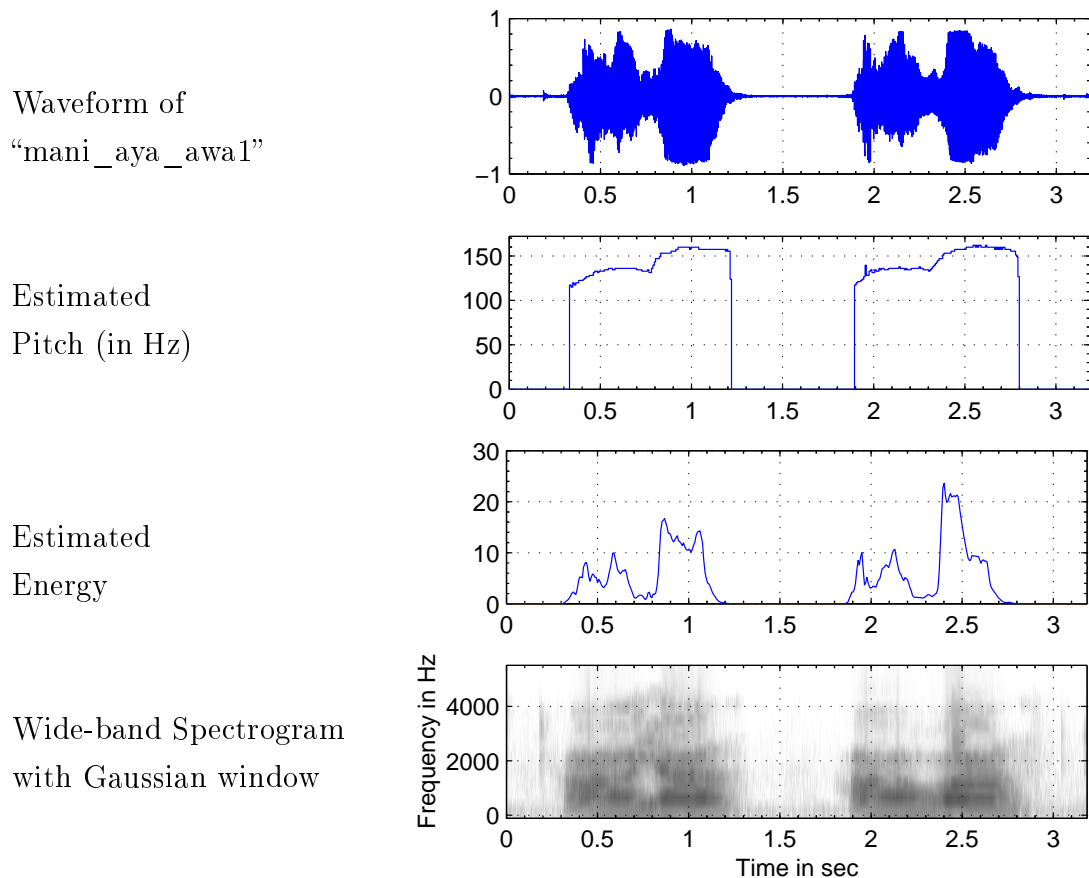 1
0
−1
0 0.5 1 1.5 2 2.5 3
Waveform of
“mani_aya_awa1”
150
100
50
0
0 0.5 1 1.5 2 2.5 3
Estimated
Pitch (in Hz)
30
20
10
0
0 0.5 1 1.5 2 2.5 3
Estimated
Energy
Frequency in Hz
4000
2000
0
0 0.5 1 1.5 2 2.5 3
Time in sec
Wide-band Spectrogram
with Gaussian window